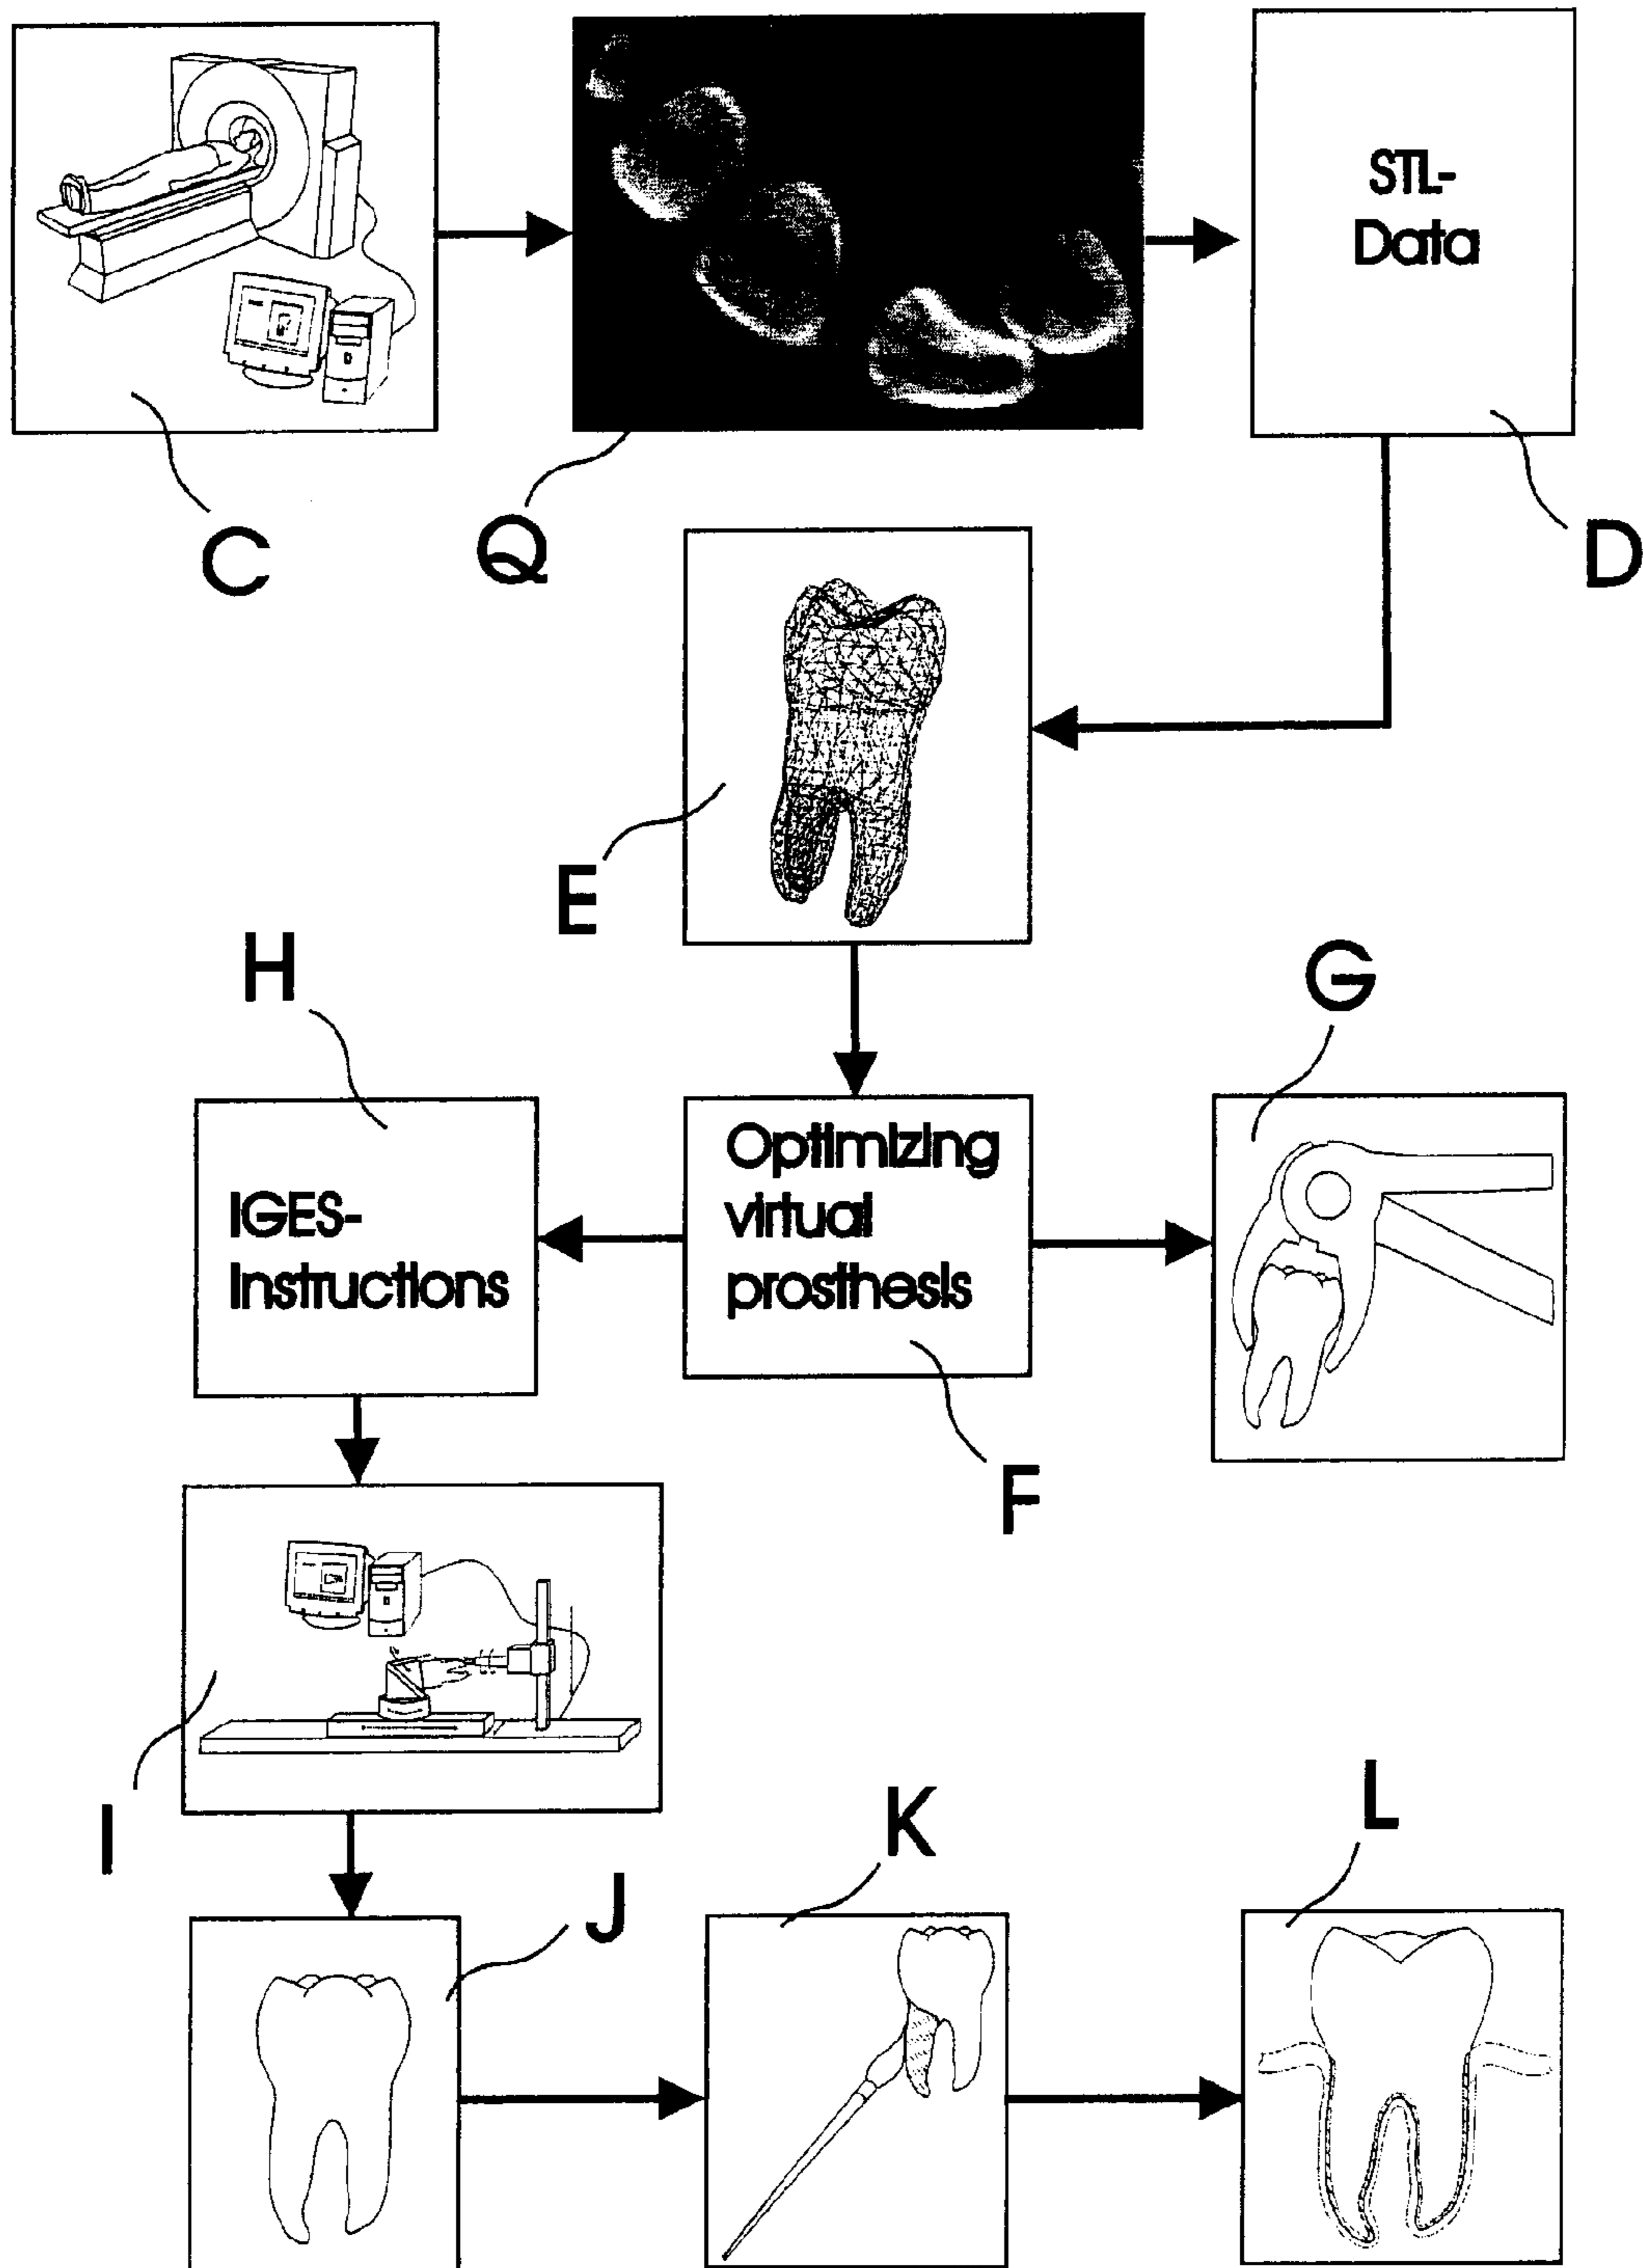 STL-
Data
C
Q
D
E
H
G
IGES-
Instructions
Optimizing
virtual
prosthesis
F
I
K
L
J